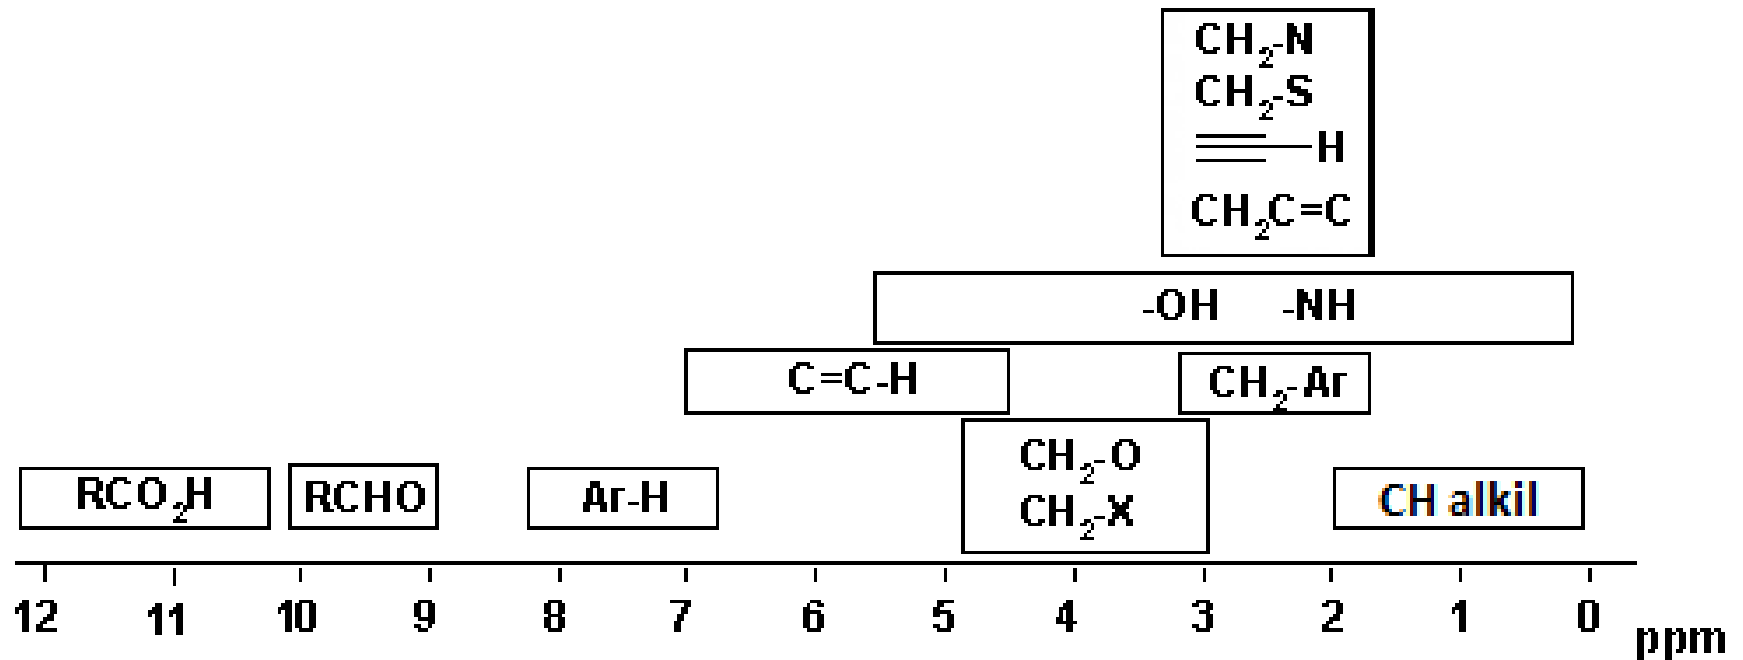 CH₂-N
CH₂-S
H
CH₂C=C
-OH -NH
C=C-H CH₂-Ar
CH₂-O
CH₂-X
RCO₂H RCHO Ar-H CH alkil
12 11 10 9 8 7 6 5 4 3 2 1 0 ppm